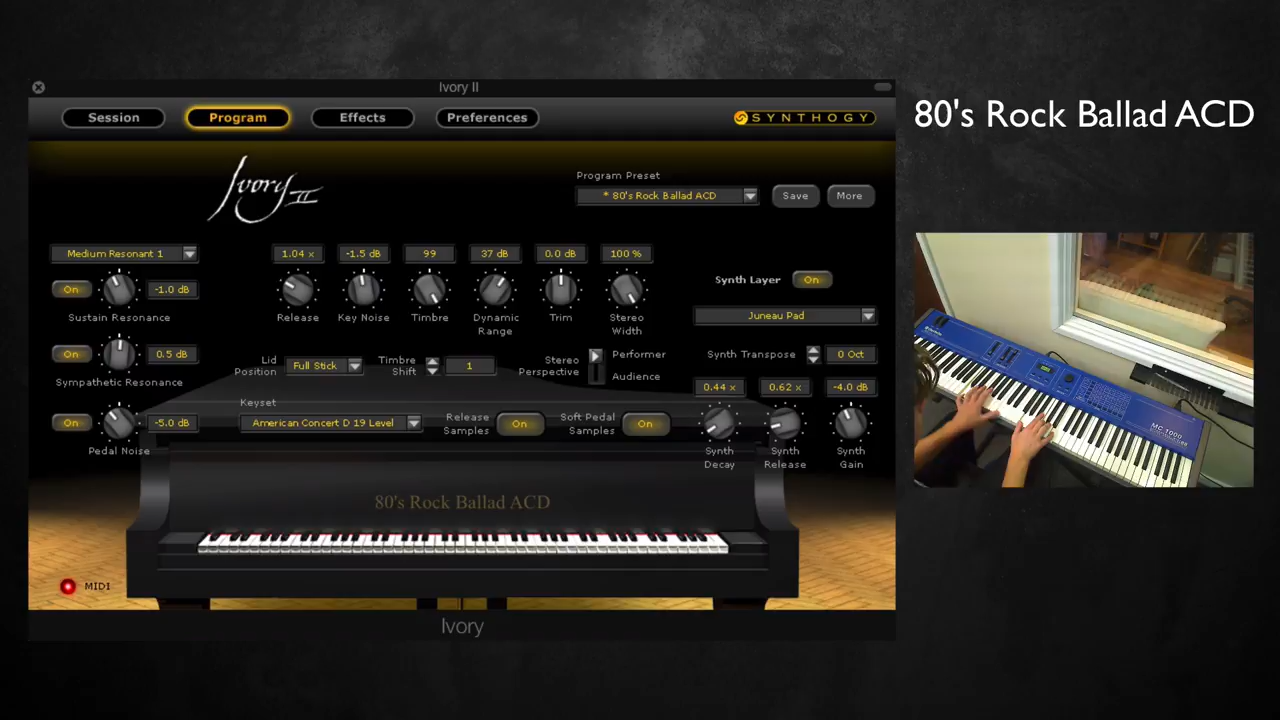 Ivory II
80's Rock Ballad ACD
Session
Program
Effects
Preferences
SYNTHOGY
Ivory II
Program Preset
* 80's Rock Ballad ACD
Save
More
Medium Resonant 1
1.04 x
-1.5 dB
99
37 dB
0.0 dB
100 %
On
-1.0 dB
Sustain Resonance
Release
Key Noise
Timbre
Dynamic
Range
Trim
Stereo
Width
Synth Layer
On
Juneau Pad
On
0.5 dB
Sympathetic Resonance
Lid
Position
Full Stick
Timbre
Shift
1
Stereo
Perspective
Performer
Audience
Synth Transpose
0 Oct
0.44 x
0.62 x
-4.0 dB
On
-5.0 dB
Pedal Noise
Keyset
American Concert D 19 Level
Release
Samples
On
Soft Pedal
Samples
On
Synth
Decay
Synth
Release
Synth
Gain
80's Rock Ballad ACD
MIDI
Ivory
MC 1000